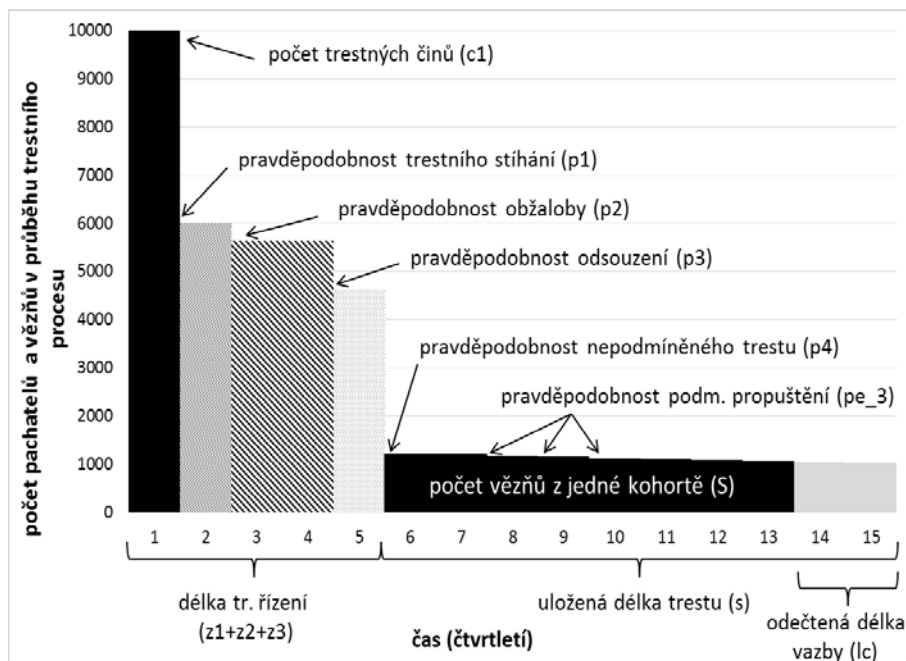 počet pachatelů a vězňů v průběhu trestního
procesu
10000
9000
8000
7000
6000
5000
4000
3000
2000
1000
0
počet trestných činů (c1)
pravděpodobnost trestního stíhání (p1)
pravděpodobnost obžaloby (p2)
pravděpodobnost odsouzení (p3)
pravděpodobnost nepodmíněného trestu (p4)
pravděpodobnost podm. propuštění (pe_3)
počet vězňů z jedné kohortě (S)
1 2 3 4 5 6 7 8 9 10 11 12 13 14 15
délka tr. řízení
(z1+z2+z3)
uložená délka trestu (s)
odečtená délka
vazby (lc)
čas (čtvrtletí)